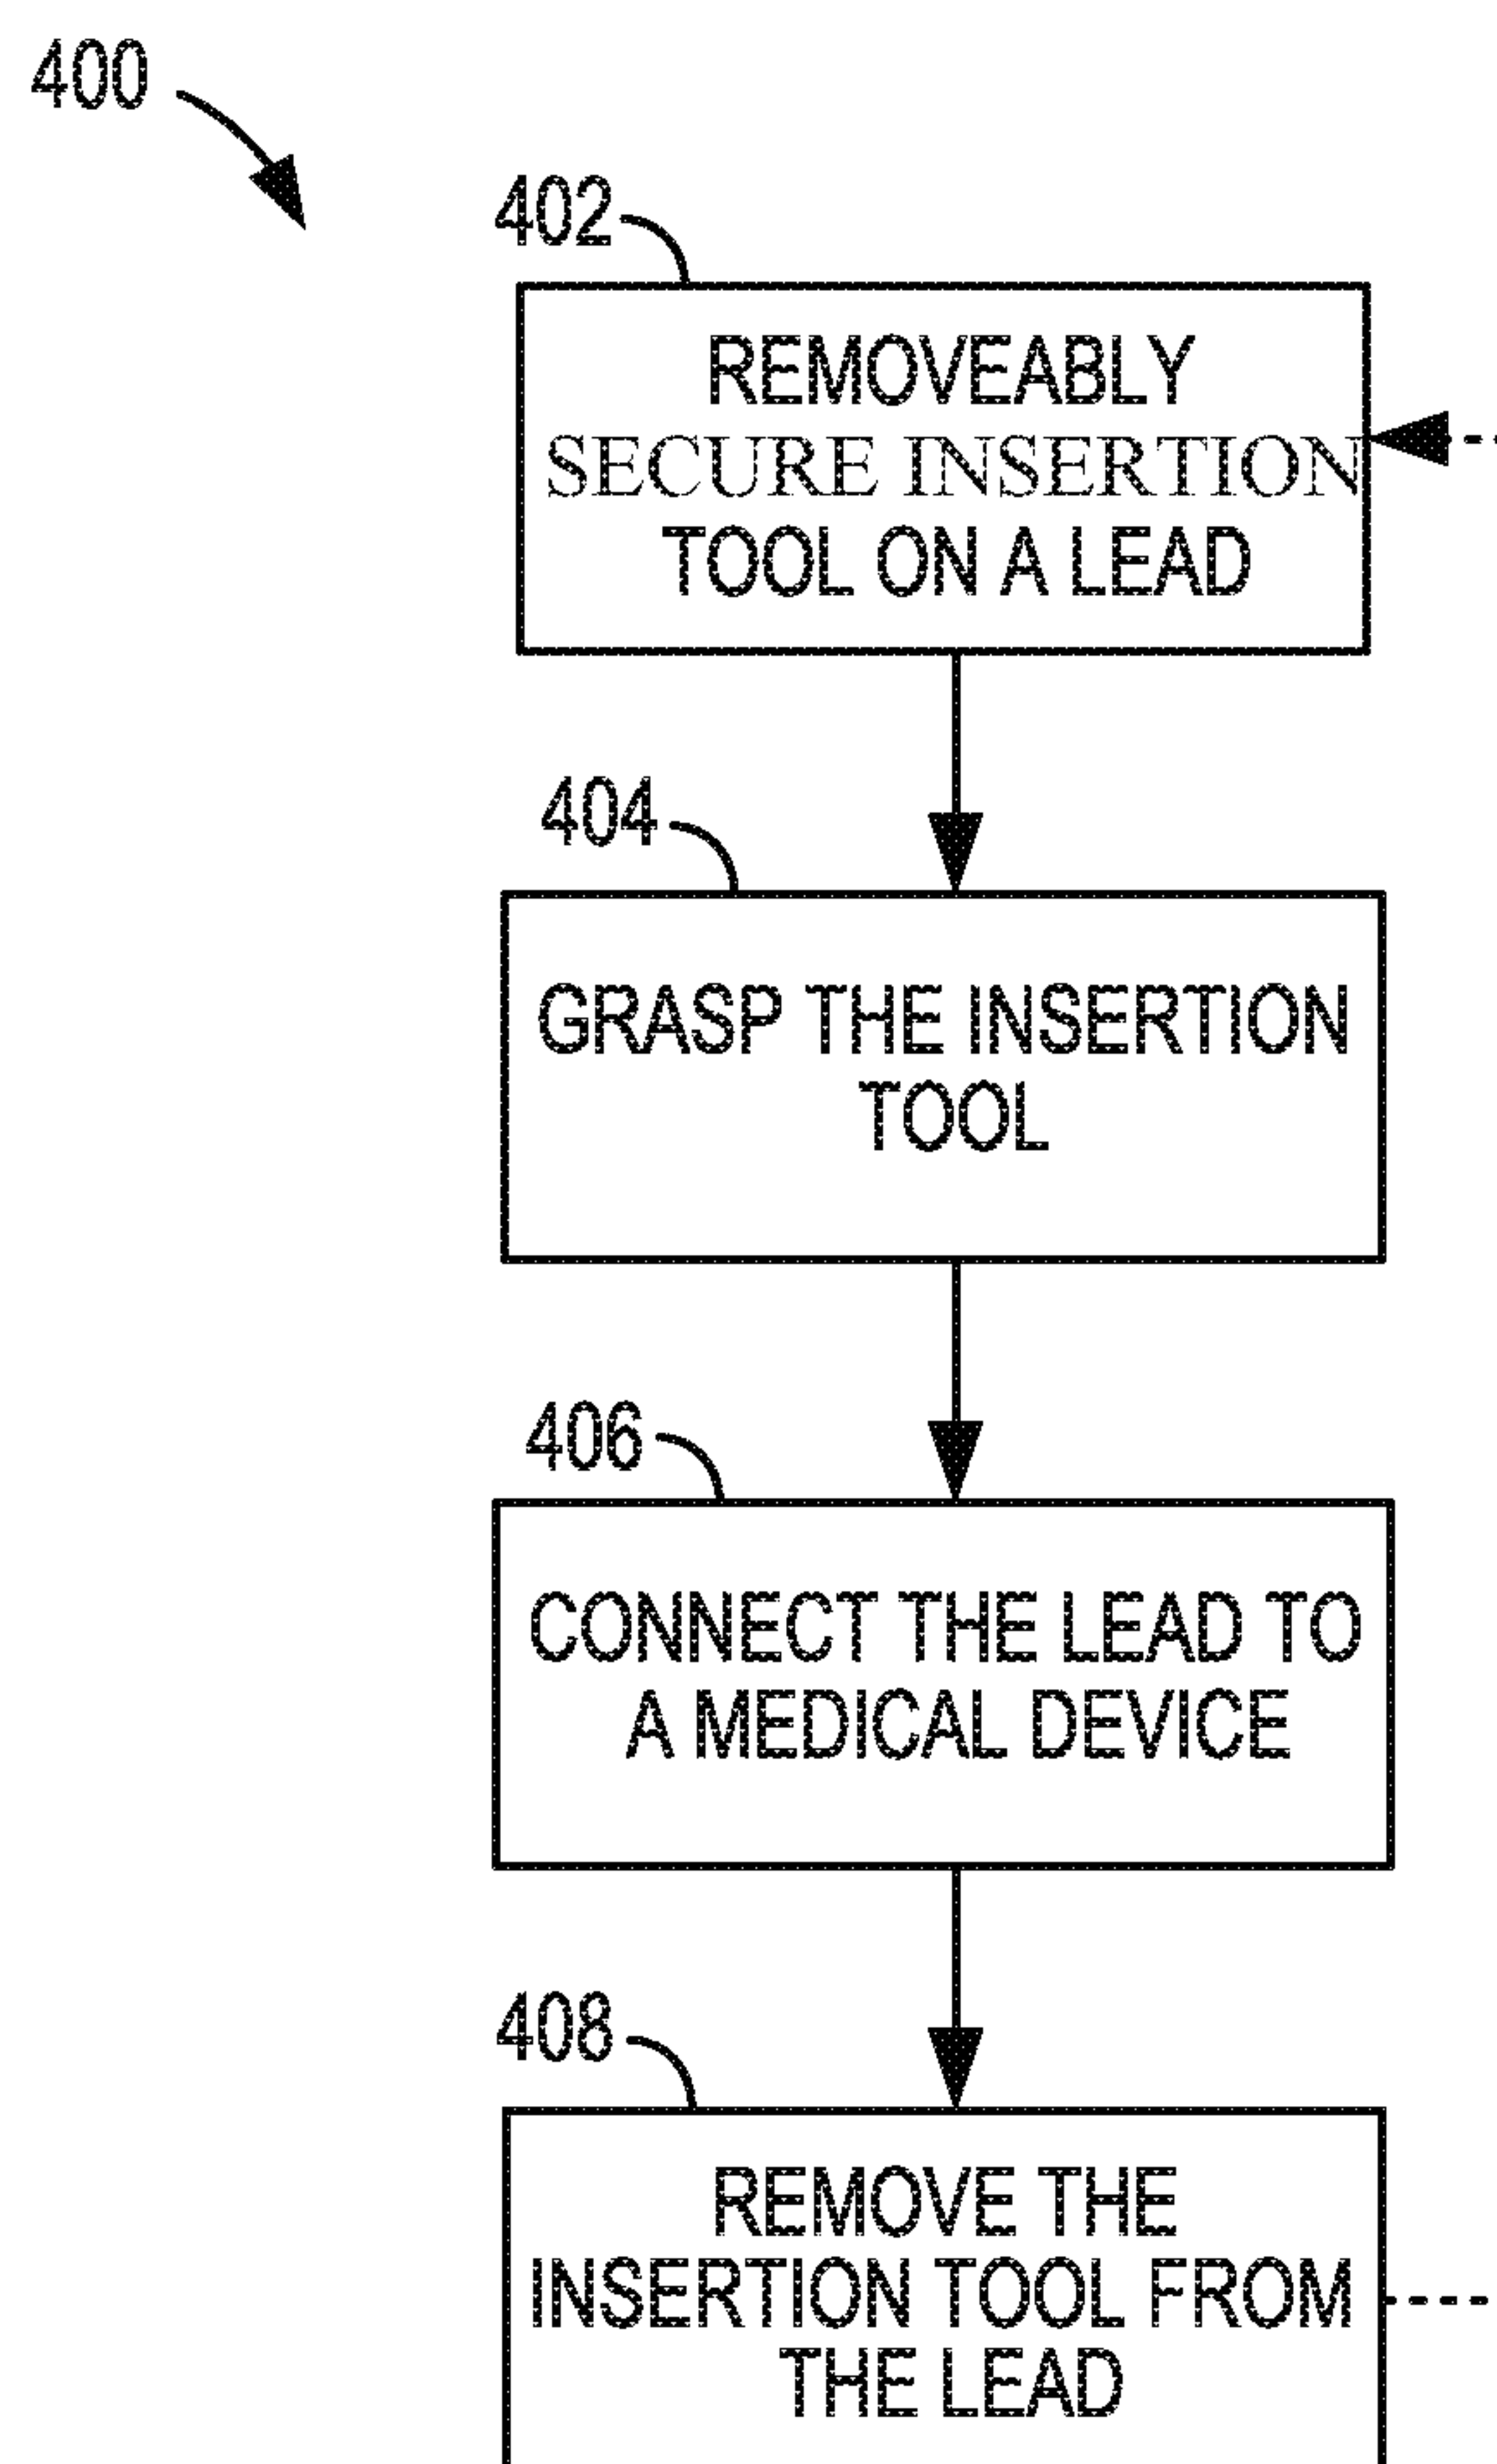 400
402
REMOVEABLY
SECURE INSERTION
TOOL ON A LEAD
404
GRASP THE INSERTION
TOOL
406
CONNECT THE LEAD TO
A MEDICAL DEVICE
408
REMOVE THE
INSERTION TOOL FROM
THE LEAD